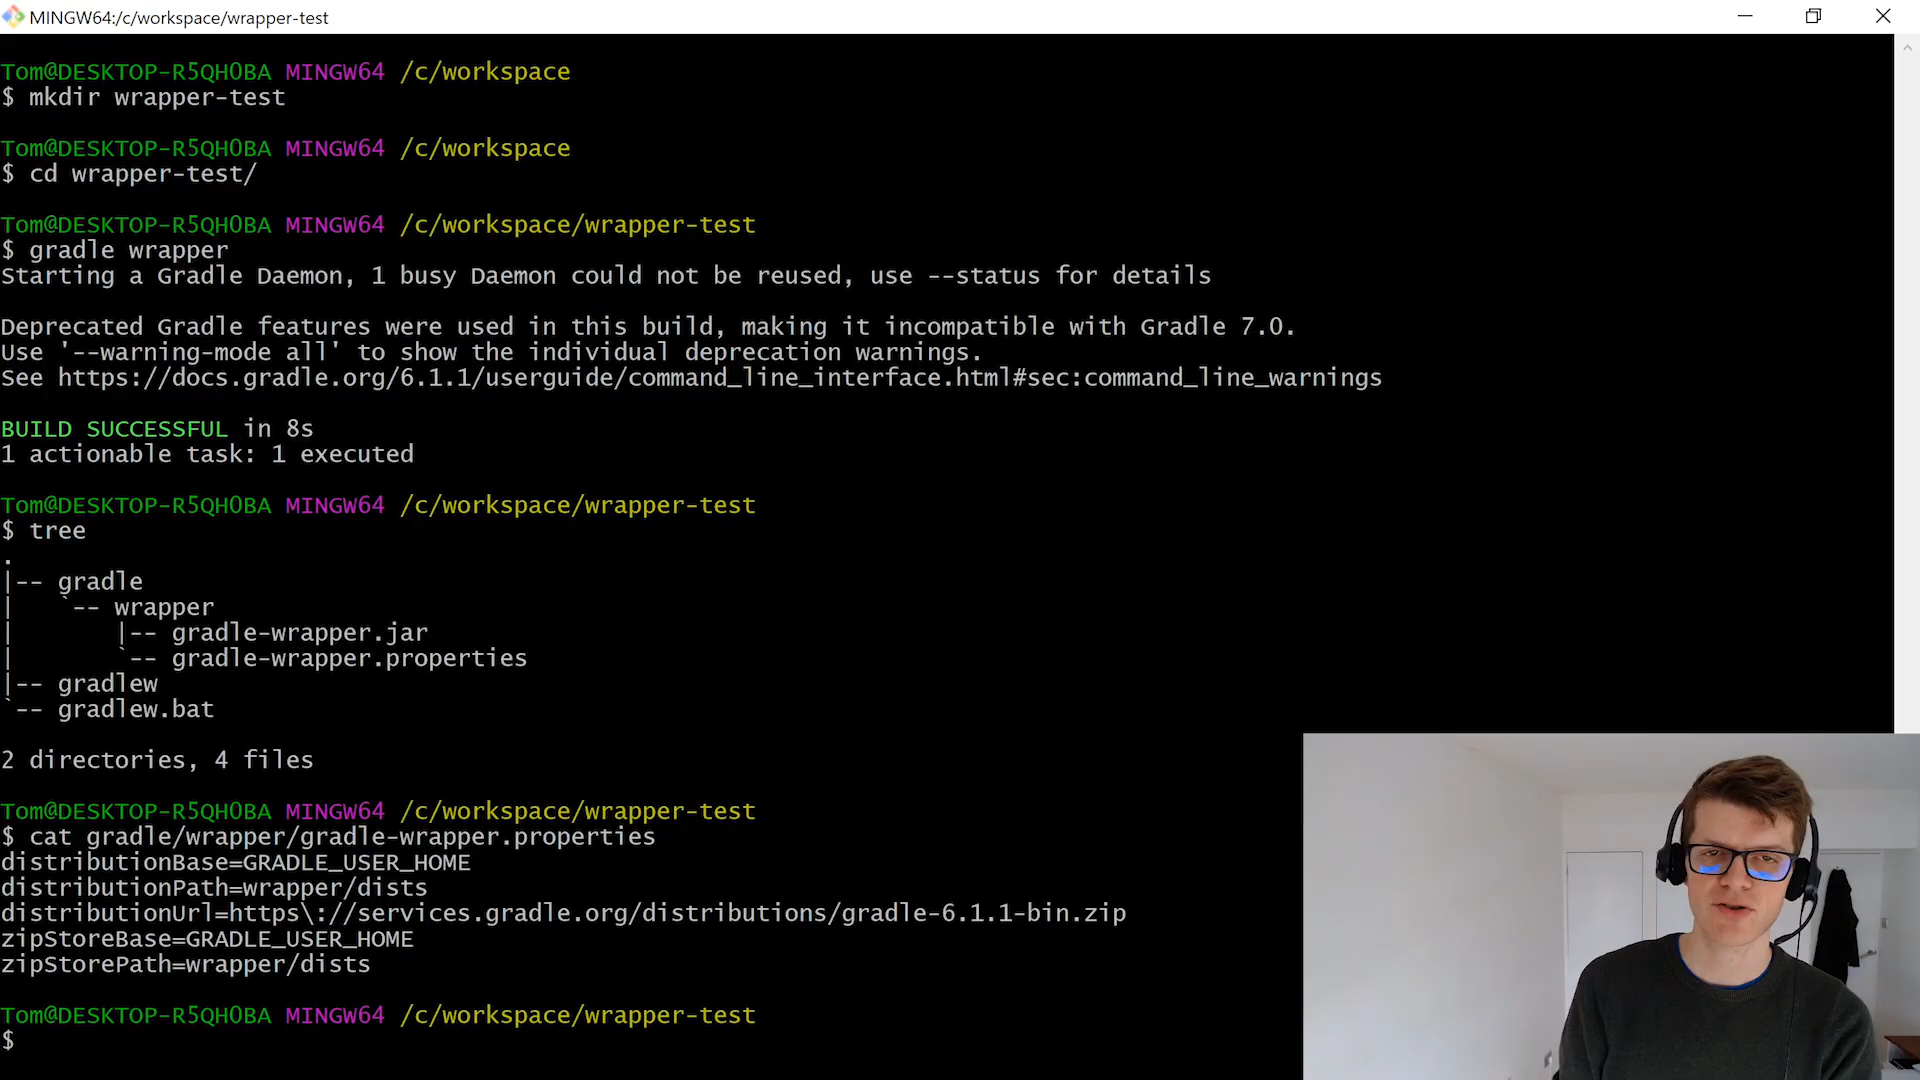 MINGW64:/c/workspace/wrapper-test
Tom@DESKTOP-R5QH0BA MINGW64 /c/workspace
$ mkdir wrapper-test
Tom@DESKTOP-R5QH0BA MINGW64 /c/workspace
$ cd wrapper-test/
Tom@DESKTOP-R5QH0BA MINGW64 /c/workspace/wrapper-test
$ gradle wrapper
Starting a Gradle Daemon, 1 busy Daemon could not be reused, use --status for details
Deprecated Gradle features were used in this build, making it incompatible with Gradle 7.0.
Use '--warning-mode all' to show the individual deprecation warnings.
See https://docs.gradle.org/6.1.1/userguide/command_line_interface.html#sec:command_line_warnings
BUILD SUCCESSFUL in 8s
1 actionable task: 1 executed
Tom@DESKTOP-R5QH0BA MINGW64 /c/workspace/wrapper-test
$ tree
.
|-- gradle
|   `-- wrapper
|       |-- gradle-wrapper.jar
|       `-- gradle-wrapper.properties
|-- gradlew
`-- gradlew.bat
2 directories, 4 files
Tom@DESKTOP-R5QH0BA MINGW64 /c/workspace/wrapper-test
$ cat gradle/wrapper/gradle-wrapper.properties
distributionBase=GRADLE_USER_HOME
distributionPath=wrapper/dists
distributionUrl=https\://services.gradle.org/distributions/gradle-6.1.1-bin.zip
zipStoreBase=GRADLE_USER_HOME
zipStorePath=wrapper/dists
Tom@DESKTOP-R5QH0BA MINGW64 /c/workspace/wrapper-test
$